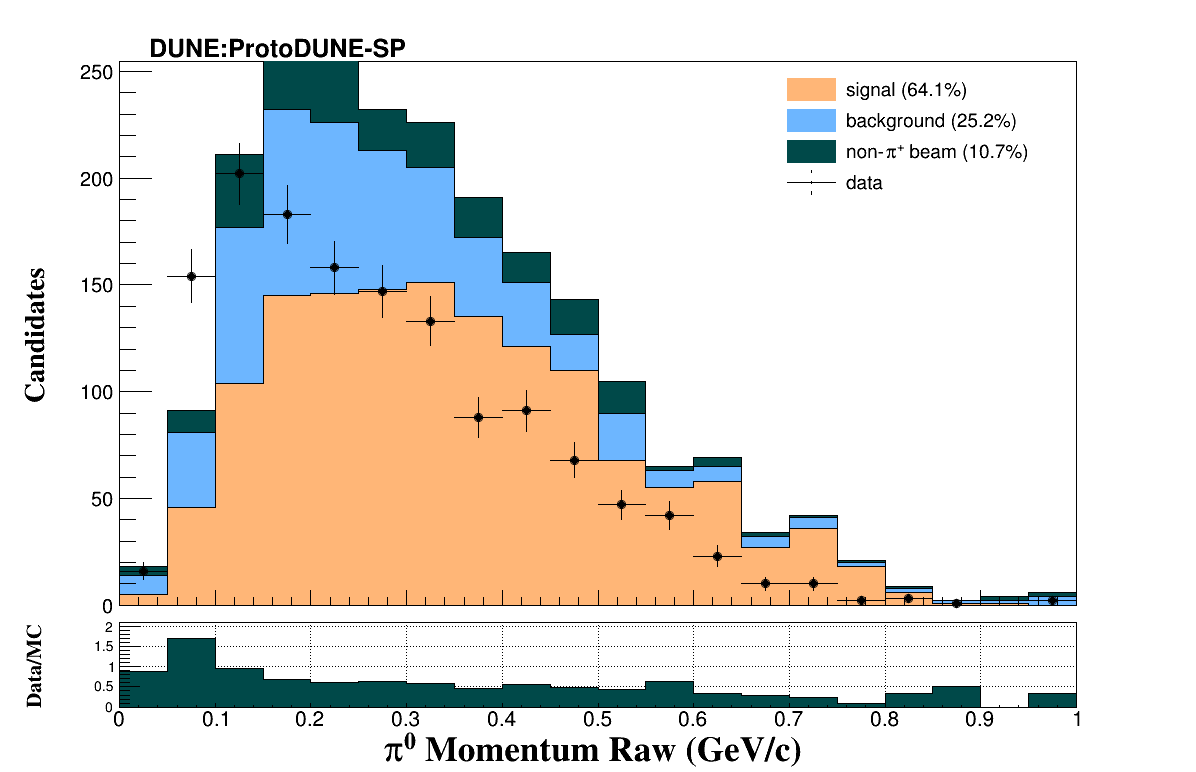 DUNE:ProtoDUNE-SP
signal (64.1%)
background (25.2%)
non-π⁺ beam (10.7%)
data
Candidates
250
200
150
100
50
0
Data/MC
2
1.5
1
0.5
0
0 0.1 0.2 0.3 0.4 0.5 0.6 0.7 0.8 0.9 1
π⁰ Momentum Raw (GeV/c)